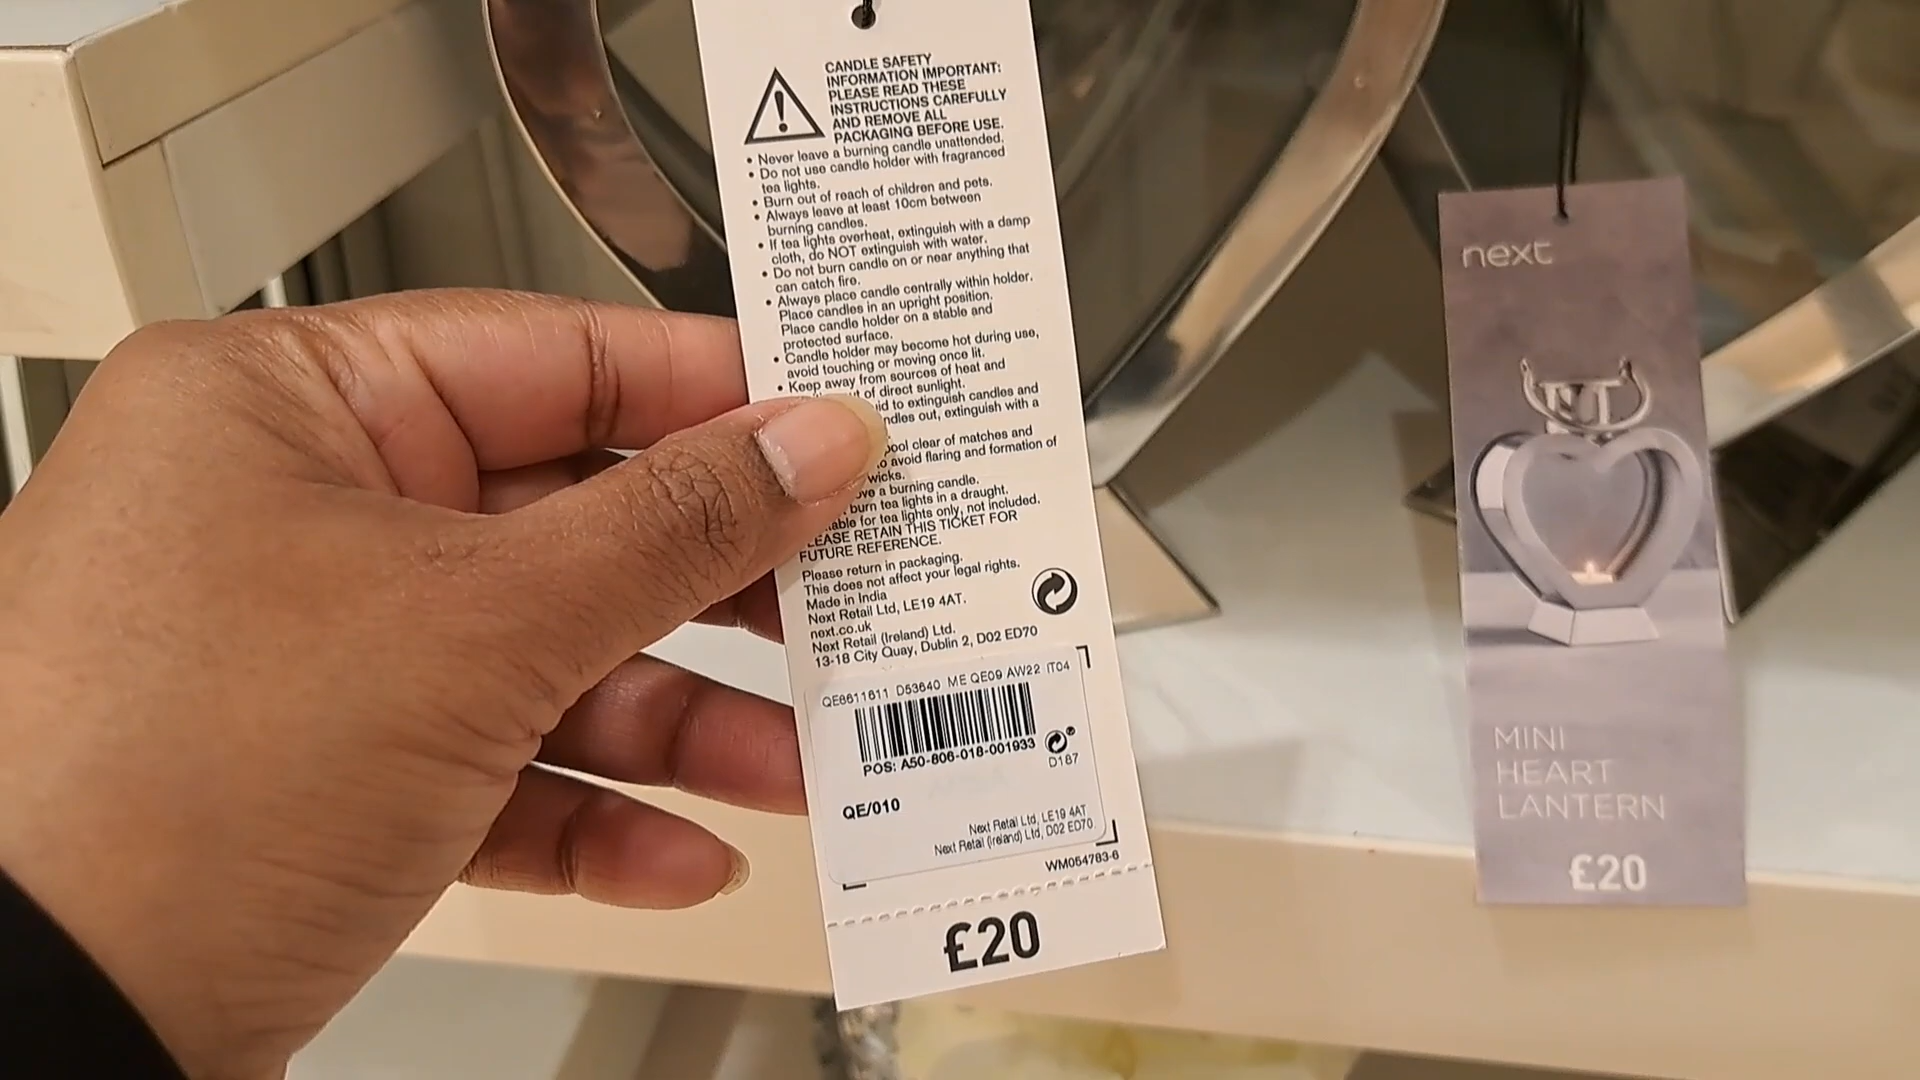 CANDLE SAFETY
INFORMATION IMPORTANT:
PLEASE READ THESE
INSTRUCTIONS CAREFULLY
AND REMOVE ALL
PACKAGING BEFORE USE.
• Never leave a burning candle unattended.
• Do not use candle holder with fragranced
tea lights.
• Burn out of reach of children and pets.
• Always leave at least 10cm between
burning candles.
• If tea lights overheat, extinguish with a damp
cloth, do NOT extinguish with water.
• Do not burn candle on or near anything that
can catch fire.
• Always place candle centrally within holder.
Place candles in an upright position.
Place candle holder on a stable and
protected surface.
• Candle holder may become hot during use,
avoid touching or moving once lit.
• Keep away from sources of heat and
of direct sunlight.
to extinguish candles and
out, extinguish with a
clear of matches and
avoid flaring and formation of
wicks.
a burning candle.
burn tea lights in a draught.
for tea lights only, not included.
RETAIN THIS TICKET FOR
FUTURE REFERENCE.
Please return in packaging.
This does not affect your legal rights.
Made in India
Next Retail Ltd, LE19 4AT.
next.co.uk
Next Retail (Ireland) Ltd.
13-18 City Quay, Dublin 2, D02 ED70
QE6611611 D53640 ME QE09 AW22 IT04
POS: A50-806-018-001933
D187
QE/010
Next Retail Ltd, LE19 4AT.
Next Retail (Ireland) Ltd, D02 ED70.
WM054783-6
£20
next
MINI
HEART
LANTERN
£20